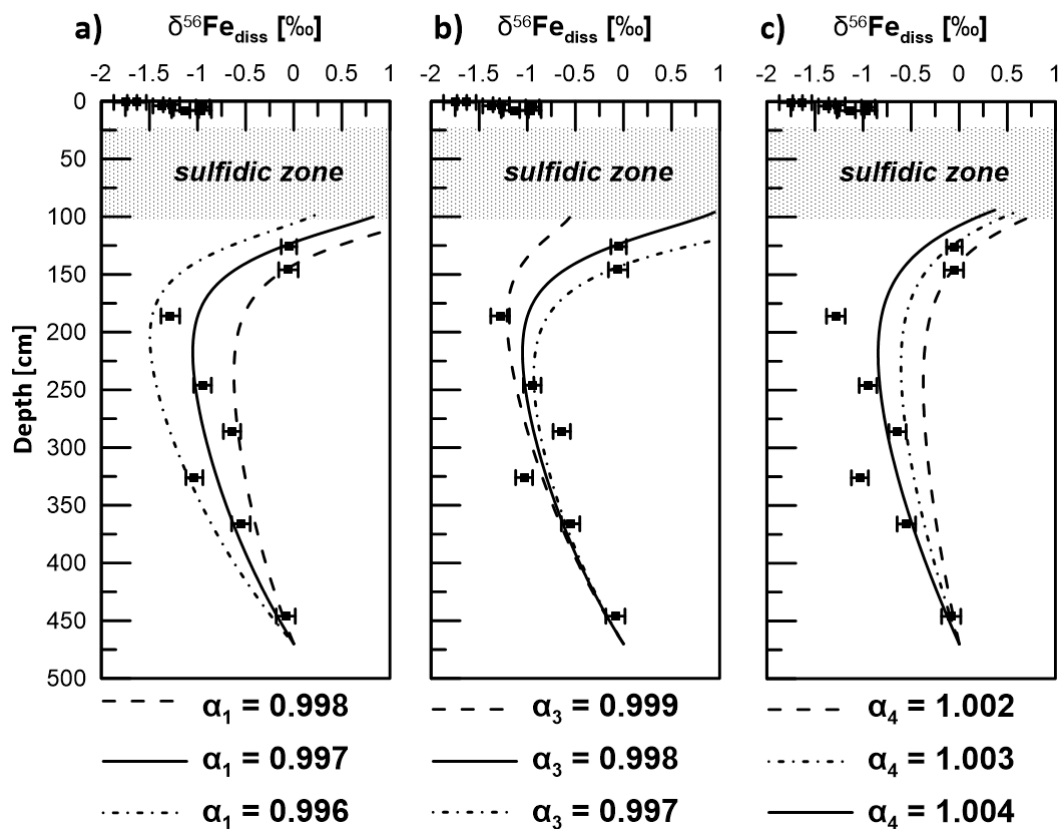 a) δ⁵⁶Fe_diss [‰] b) δ⁵⁶Fe_diss [‰] c) δ⁵⁶Fe_diss [‰]
-2 -1.5 -1 -0.5 0 0.5 1 -2 -1.5 -1 -0.5 0 0.5 1 -2 -1.5 -1 -0.5 0 0.5 1
0
50
sulfidic zone sulfidic zone sulfidic zone
100
150
200
Depth [cm]
250
300
350
400
450
500
α₁ = 0.998 α₃ = 0.999 α₄ = 1.002
α₁ = 0.997 α₃ = 0.998 α₄ = 1.003
α₁ = 0.996 α₃ = 0.997 α₄ = 1.004